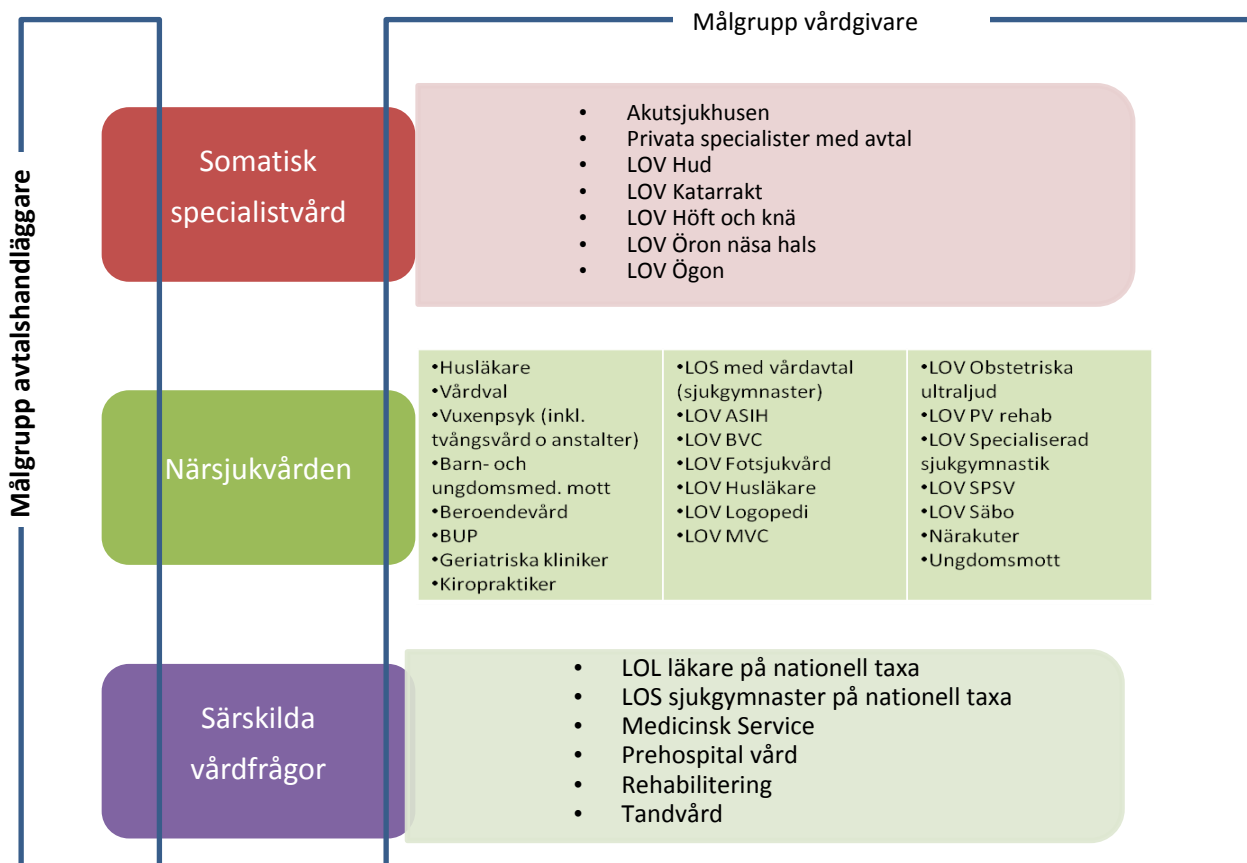 Målgrupp vårdgivare
Målgrupp avtalshandläggare
Somatisk
specialistvård
• Akutsjukhusen
• Privata specialister med avtal
• LOV Hud
• LOV Katarrakt
• LOV Höft och knä
• LOV Öron näsa hals
• LOV Ögon
Närsjukvården
•Husläkare
•Vårdval
•Vuxenpsyk (inkl.
tvångsvård o anstalter)
•Barn- och
ungdomsmed. mott
•Beroendevård
•BUP
•Geriatriska kliniker
•Kiropraktiker
•LOS med vårdavtal
(sjukgymnaster)
•LOV ASIH
•LOV BVC
•LOV Fotsjukvård
•LOV Husläkare
•LOV Logopedi
•LOV MVC
•LOV Obstetriska
ultraljud
•LOV PV rehab
•LOV Specialiserad
sjukgymnastik
•LOV SPSV
•LOV Säbo
•Närakuter
•Ungdomsmott
Särskilda
vårdfrågor
• LOL läkare på nationell taxa
• LOS sjukgymnaster på nationell taxa
• Medicinsk Service
• Prehospital vård
• Rehabilitering
• Tandvård